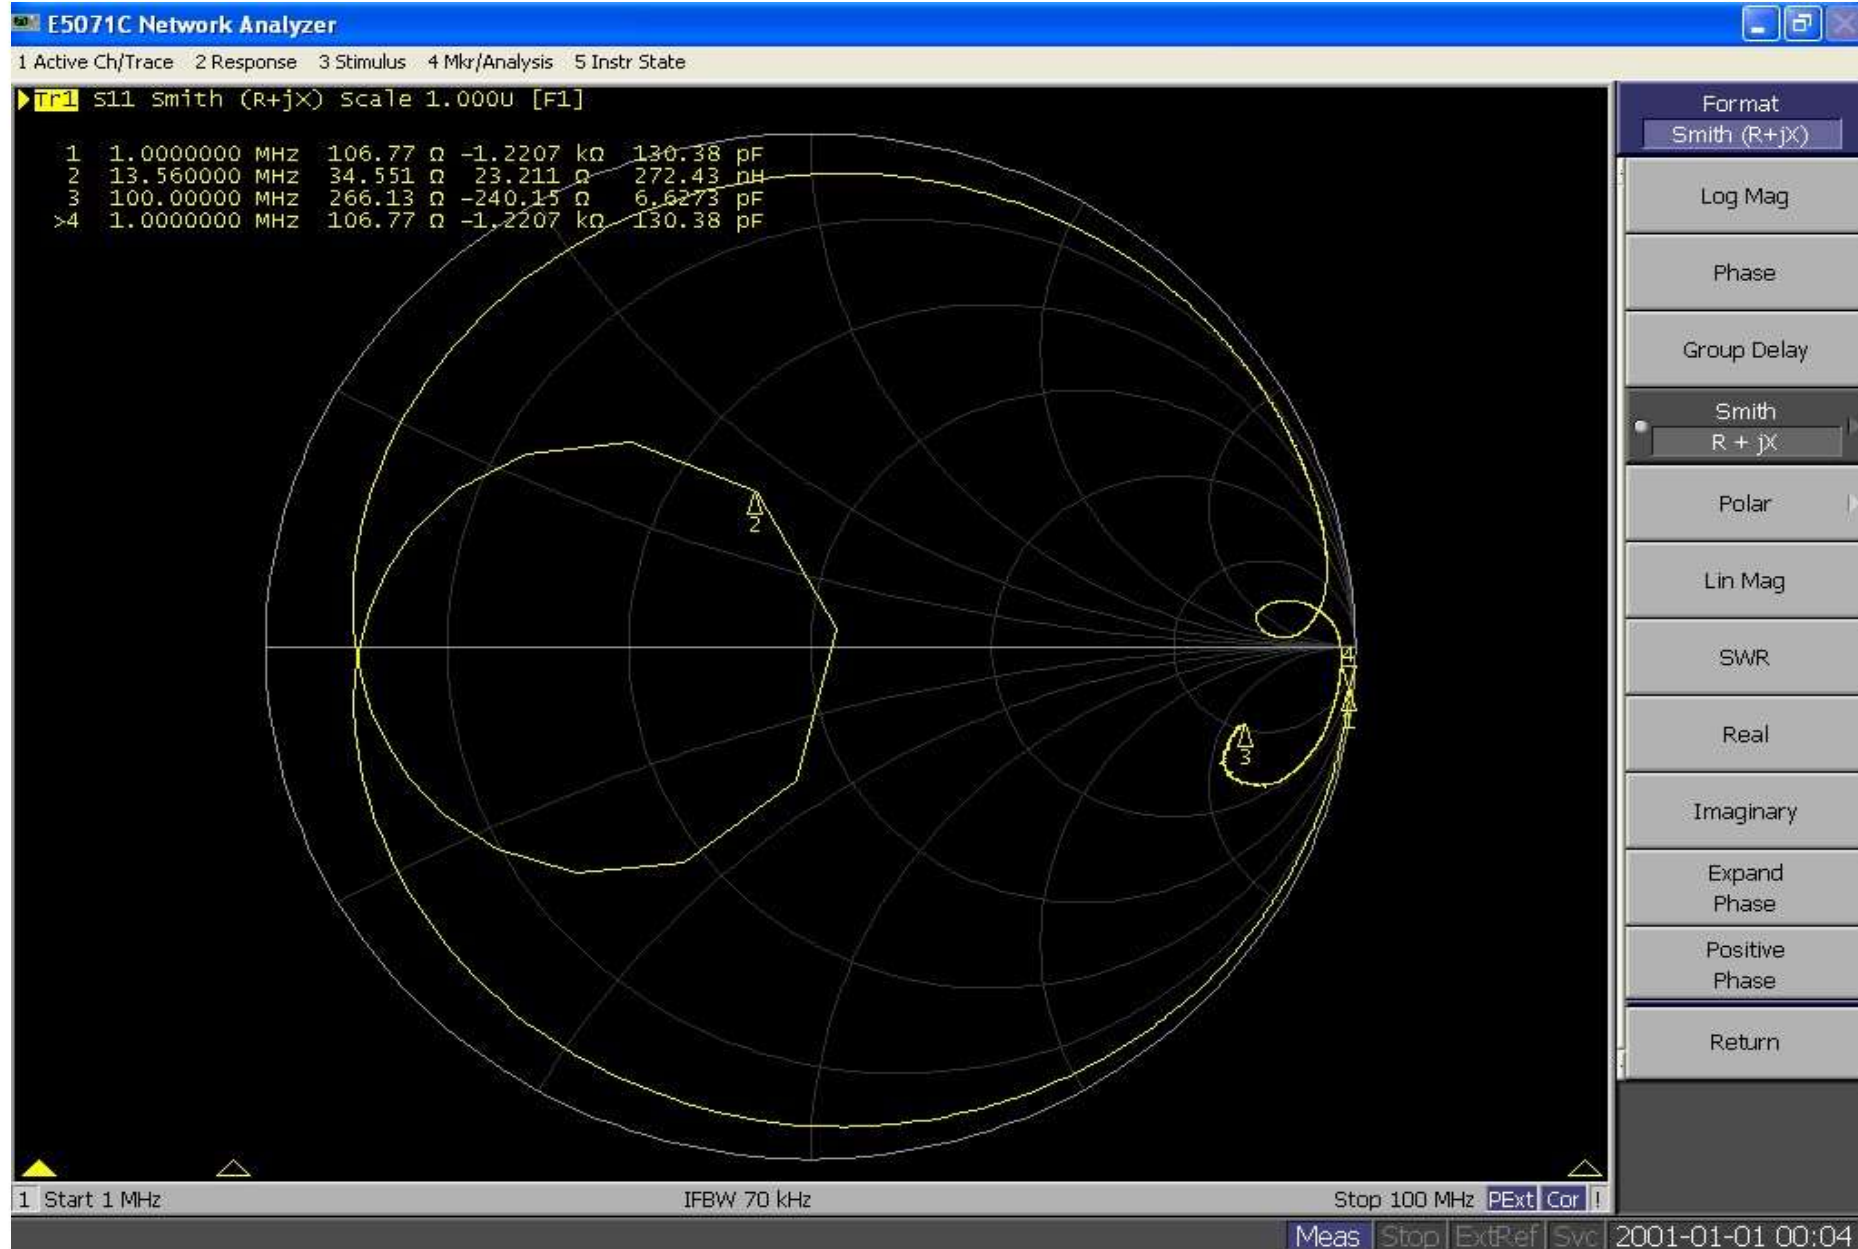 E5071C Network Analyzer
1 Active Ch/Trace 2 Response 3 Stimulus 4 Mkr/Analysis 5 Instr State
Tr1 S11 Smith (R+jX) Scale 1.000U [F1]
1 1.0000000 MHz 106.77 Ω -1.2207 kΩ 130.38 pF
2 13.560000 MHz 34.551 Ω 23.211 Ω 272.43 nH
3 100.00000 MHz 266.13 Ω -240.15 Ω 6.6273 pF
>4 1.0000000 MHz 106.77 Ω -1.2207 kΩ 130.38 pF
2
4
1
3
Format
Smith (R+jX)
Log Mag
Phase
Group Delay
Smith
R + jX
Polar
Lin Mag
SWR
Real
Imaginary
Expand
Phase
Positive
Phase
Return
1 Start 1 MHz IFBW 70 kHz Stop 100 MHz PExt Cor !
Meas Stop ExtRef Svc 2001-01-01 00:04